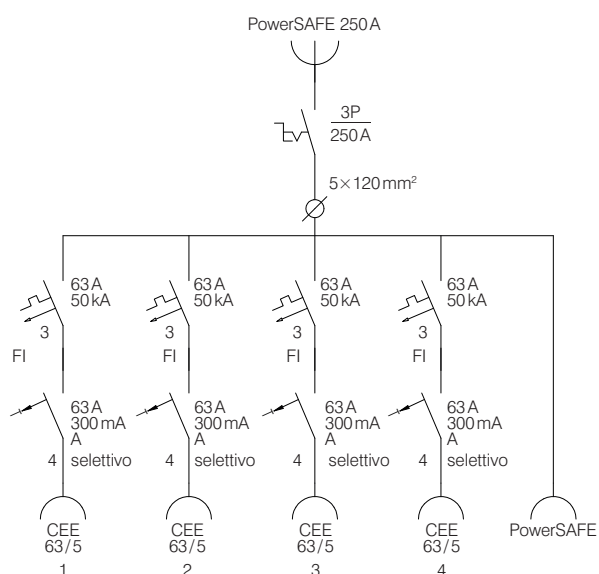 PowerSAFE 250 A
3P
250 A
5×120 mm²
63 A 63 A 63 A 63 A
50 kA 50 kA 50 kA 50 kA
3 3 3 3
FI FI FI FI
63 A 63 A 63 A 63 A
300 mA 300 mA 300 mA 300 mA
A A A A
4 selettivo 4 selettivo 4 selettivo 4 selettivo
CEE CEE CEE CEE PowerSAFE
63/5 63/5 63/5 63/5
1 2 3 4